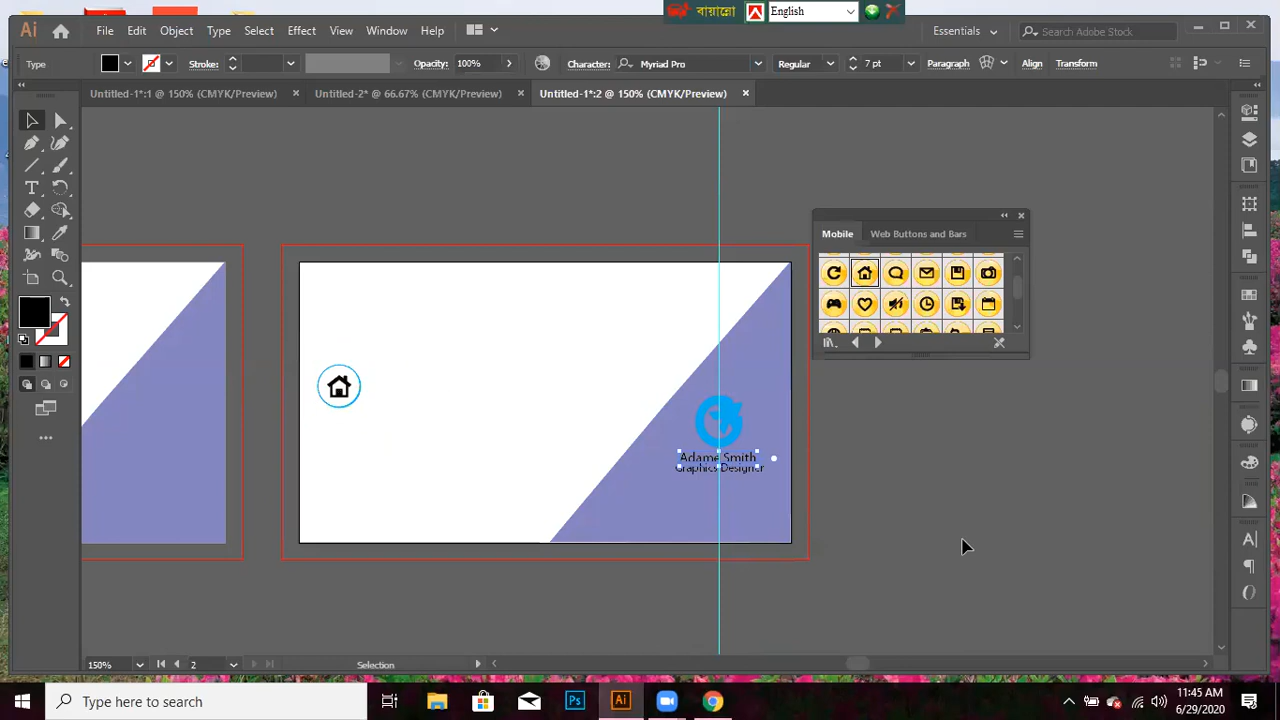 বায়ান্নো English
Ai File Edit Object Type Select Effect View Window Help Essentials Search Adobe Stock
Type Stroke: Opacity: 100% Character: Myriad Pro Regular 7 pt Paragraph Align Transform
Untitled-1*:1 @ 150% (CMYK/Preview) × Untitled-2* @ 66.67% (CMYK/Preview) × Untitled-1*:2 @ 150% (CMYK/Preview) ×
Mobile Web Buttons and Bars
Adame Smith
Graphics Designer
150% 2 Selection
Type here to search Ps Ai
8:45 AM
6/29/2020